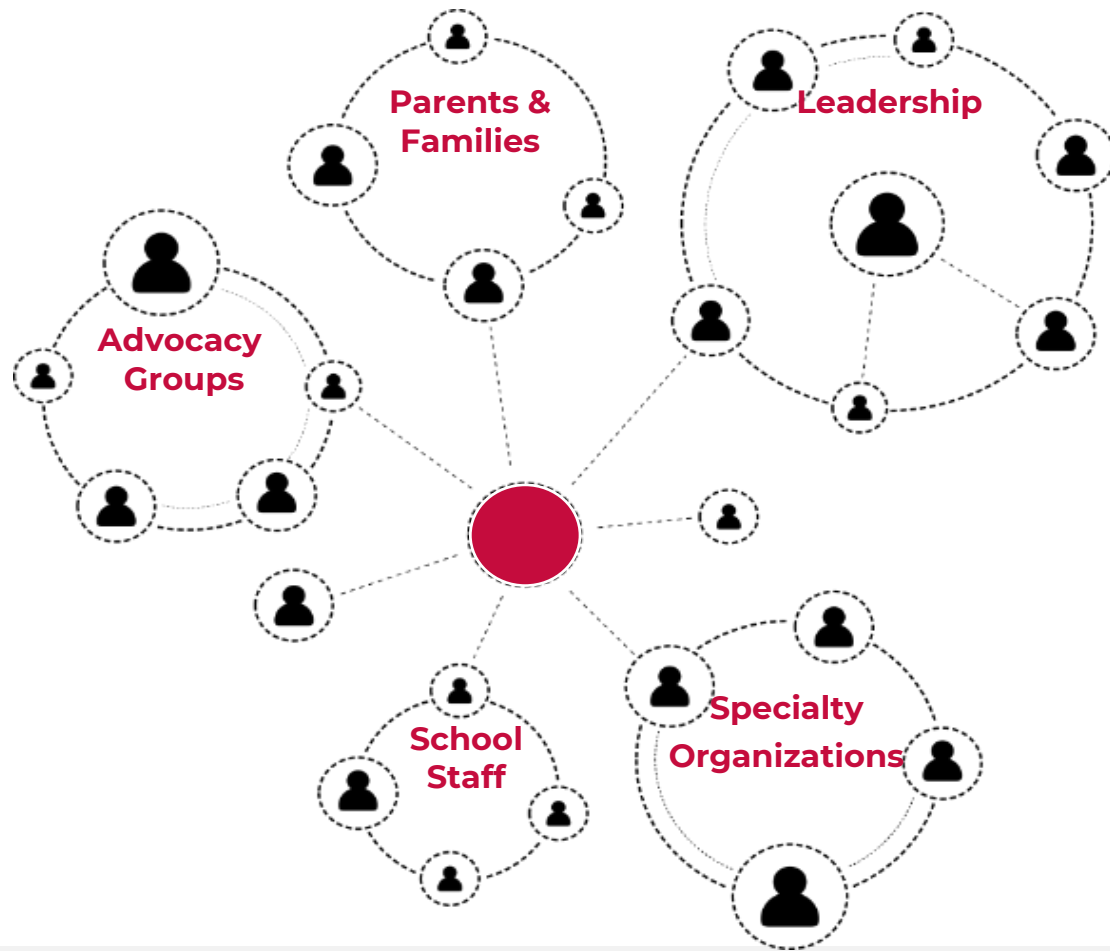 Parents &
Families
Leadership
Advocacy
Groups
School
Staff
Specialty
Organizations